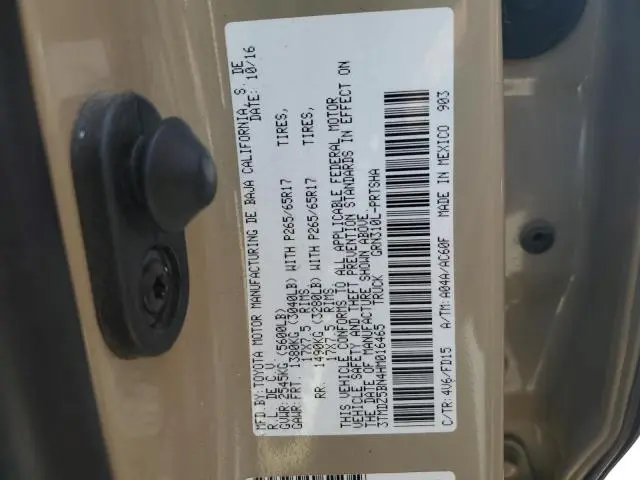 MFD.BY:TOYOTA MOTOR MANUFACTURING DE BAJA CALIFORNIA, S. DE
R.L. DE C.V. DATE: 10/16
GVWR: 2545KG (5600LB)
GAWR:FRT. 1380KG (3040LB) WITH P265/65R17 TIRES,
17X7.5 RIMS
RR. 1490KG (3280LB) WITH P265/65R17 TIRES,
17X7.5 RIMS
THIS VEHICLE CONFORMS TO ALL APPLICABLE FEDERAL MOTOR
VEHICLE SAFETY AND THEFT PREVENTION STANDARDS IN EFFECT ON
THE DATE OF MANUFACTURE SHOWN ABOVE.
3TMDZ5BN4HM016465 TRUCK GRN310L-PRTSHA
C/TR:4V6/FD15 A/TM:A04A/AC60F MADE IN MEXICO 903